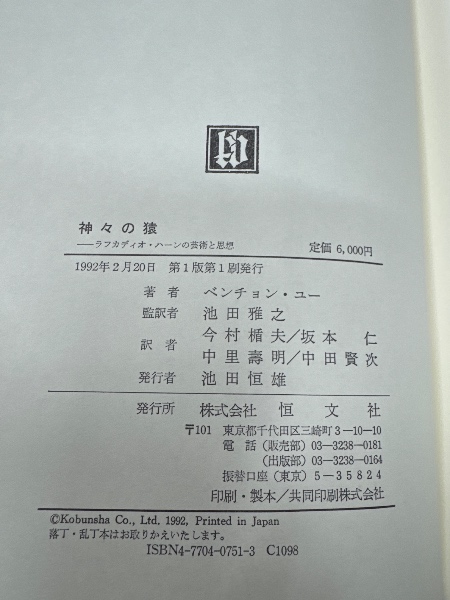 神々の猿
——ラフカディオ・ハーンの芸術と思想
定価 6,000円
1992年2月20日 第1版第1刷発行
著者 ベンチョン・ユー
監訳者 池田雅之
訳者 今村楯夫/坂本 仁
中里壽明/中田賢次
発行者 池田恒雄
発行所 株式会社 恒文社
〒101 東京都千代田区三崎町3-10-10
電話 (販売部) 03-3238-0181
(出版部) 03-3238-0164
振替口座 (東京) 5-35824
印刷・製本/共同印刷株式会社
©Kobunsha Co., Ltd. 1992, Printed in Japan
落丁・乱丁本はお取りかえいたします。
ISBN4-7704-0751-3 C1098